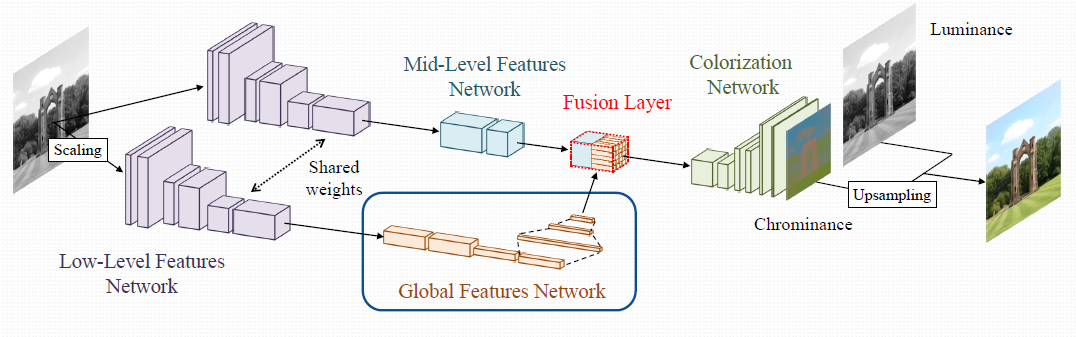 Scaling
Low-Level Features
Network
Shared
weights
Mid-Level Features
Network
Global Features Network
Fusion Layer
Colorization
Network
Chrominance
Luminance
Upsampling